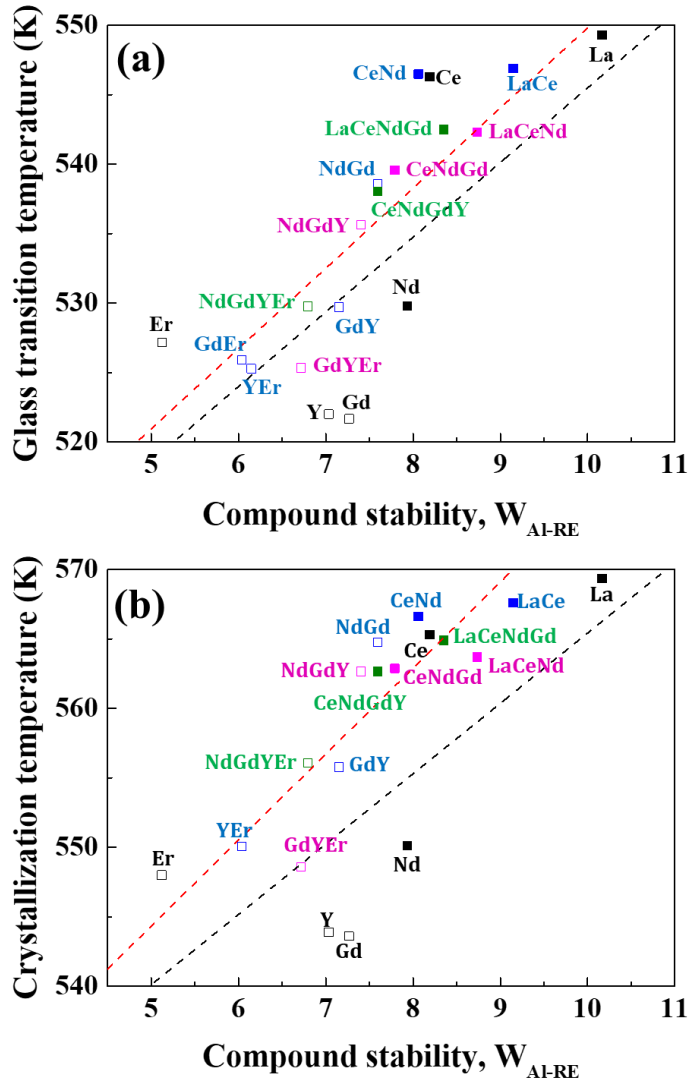 (a)
Glass transition temperature (K)
550
540
530
520
La
CeNd
Ce
LaCe
LaCeNdGd
LaCeNd
NdGd
CeNdGd
CeNdGdY
NdGdY
NdGdYEr
Nd
GdY
Er
GdEr
YEr
GdYEr
Y
Gd
5 6 7 8 9 10 11
Compound stability, W_Al-RE
(b)
Crystallization temperature (K)
570
560
550
540
La
CeNd
LaCe
NdGd
Ce
LaCeNdGd
LaCeNd
NdGdY
CeNdGd
CeNdGdY
NdGdYEr
GdY
YEr
GdYEr
Er
Nd
Y
Gd
5 6 7 8 9 10 11
Compound stability, W_Al-RE